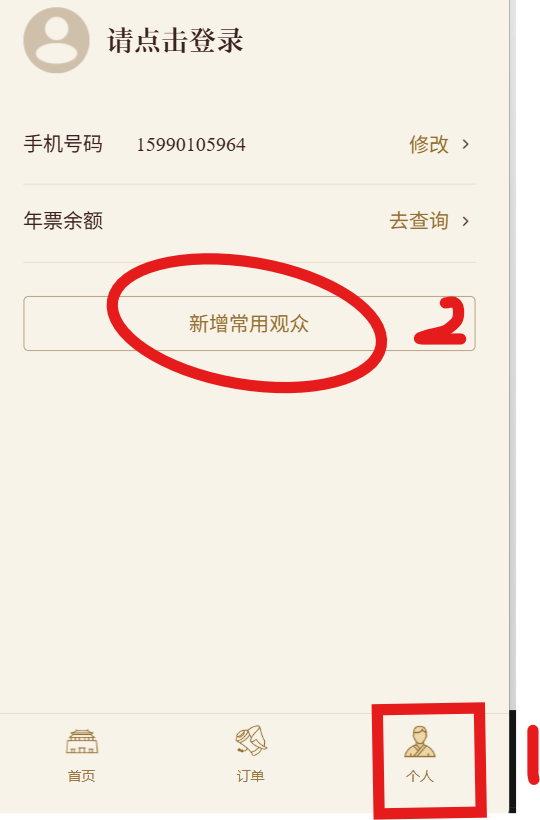 请点击登录
手机号码 15990105964 修改 >
年票余额 去查询 >
新增常用观众 2
首页 订单 个人 1